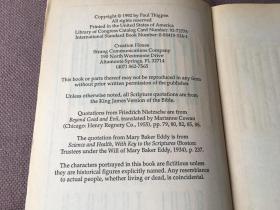 Copyright © 1992 by Paul Thigpen
All rights reserved
Printed in the United States of America
Library of Congress Catalog Card Number:
International Standard Book Number:
Creation House
Strang Communications Company
190 North Westmonte Drive
Altamonte Springs, FL 32714
(407) 862-7565
This book or parts thereof may not be reproduced in any form
without prior written permission of the publisher.
Unless otherwise noted, all Scripture quotations are from
the King James Version of the Bible.
Quotations from Friedrich Nietzsche are from
Beyond Good and Evil, translated by Marianne Cowan
(Chicago: Henry Regnery Co., 1955), pp. 79, 80, 82, 85, 86.
The quotation from Mary Baker Eddy is from
Science and Health, With Key to the Scriptures (Boston:
Trustees under the Will of Mary Baker Eddy, 1934), p. 237.
The characters portrayed in this book are fictitious unless
they are historical figures explicitly named. Any resemblance
to actual people, whether living or dead, is coincidental.